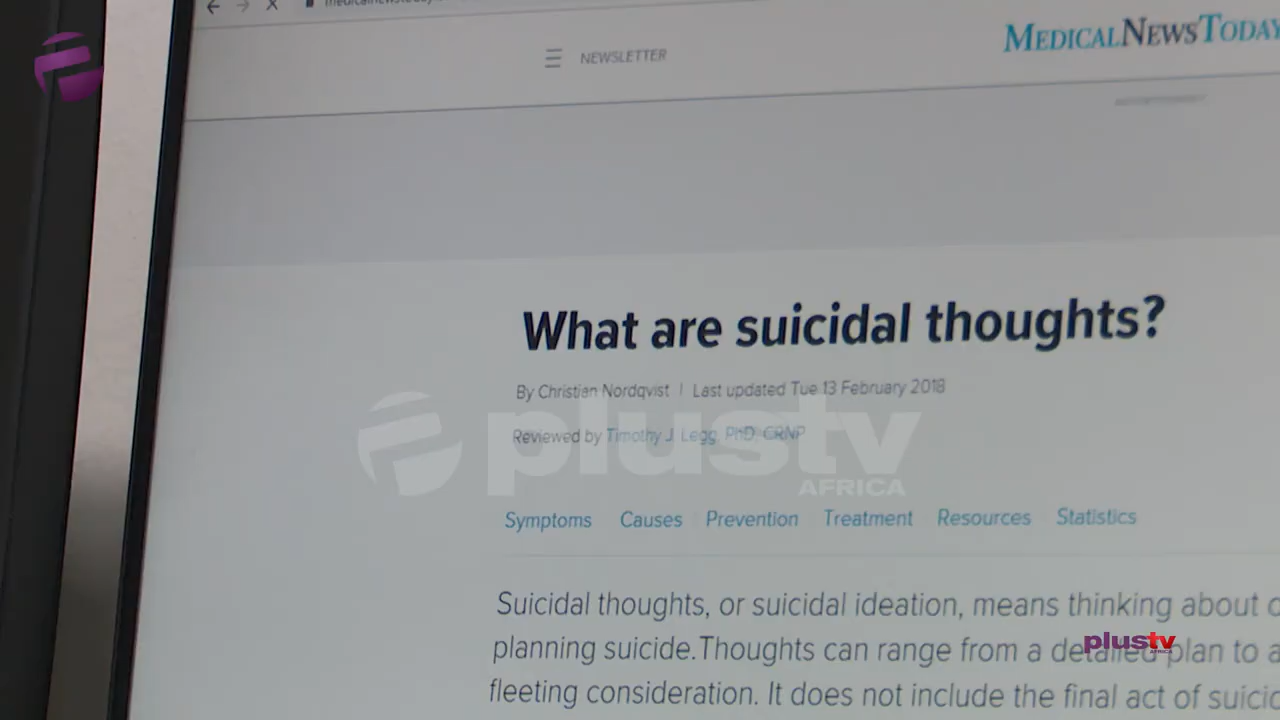 NEWSLETTER
MEDICALNEWSTODAY
What are suicidal thoughts?
By Christian Nordqvist | Last updated Tue 13 February 2018
Reviewed by Timothy J. Legg, PhD, CRNP
plustv
AFRICA
Symptoms Causes Prevention Treatment Resources Statistics
Suicidal thoughts, or suicidal ideation, means thinking about
planning suicide. Thoughts can range from a detailed plan to a
plustv
AFRICA
fleeting consideration. It does not include the final act of